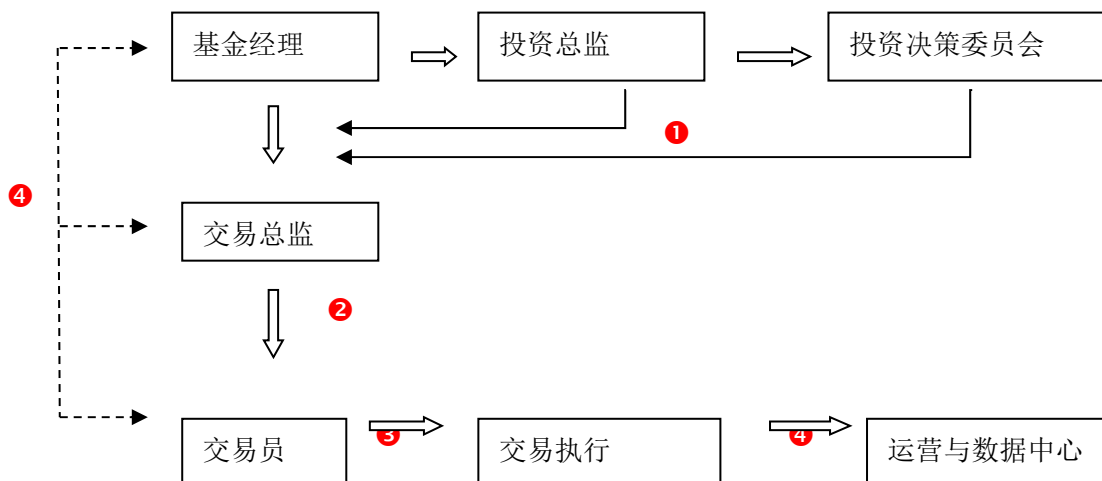 基金经理
投资总监
投资决策委员会
❶
❹
交易总监
❷
交易员
❸
交易执行
❹
运营与数据中心